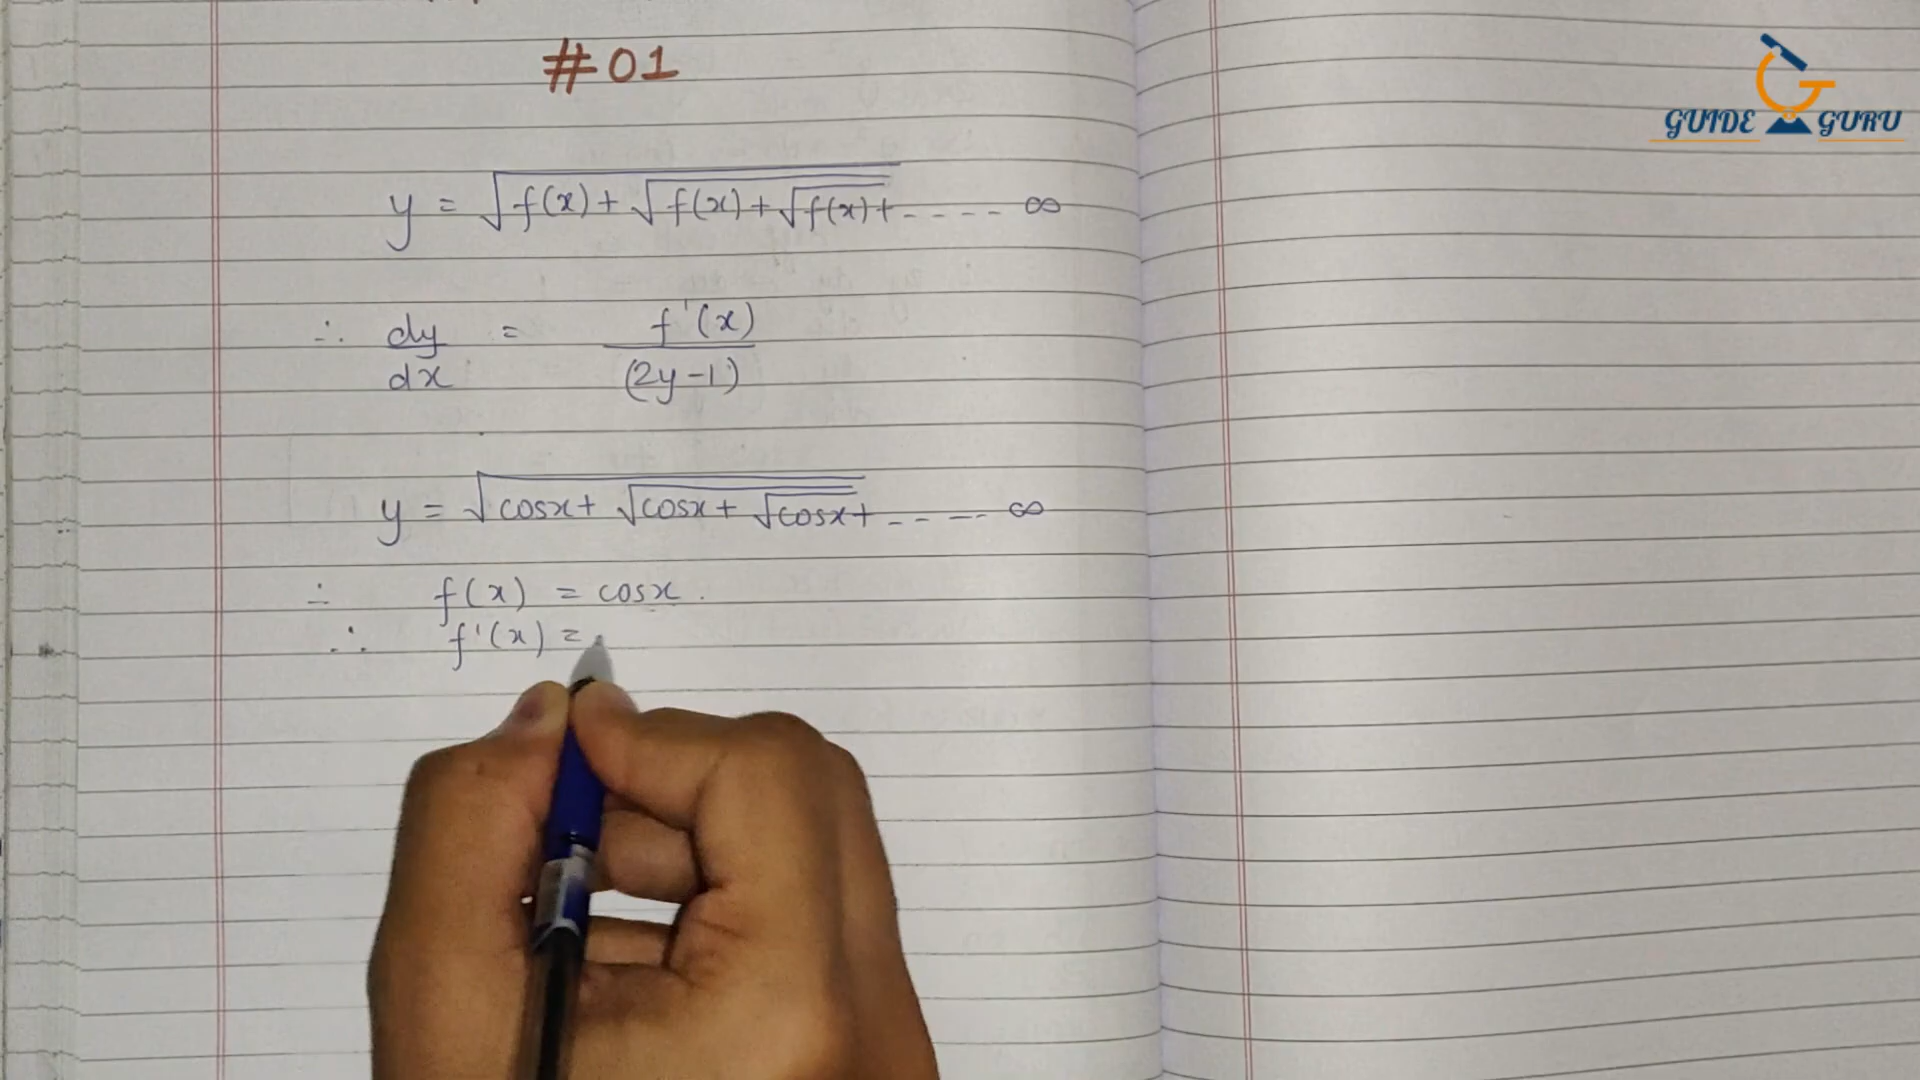 #01
GUIDE GURU
y = √f(x)+√f(x)+√f(x)+ - - - - ∞
∴ dy/dx = f'(x)/(2y-1)
y = √cosx+√cosx+√cosx+ - - - - ∞
∴ f(x) = cosx.
∴ f'(x) =